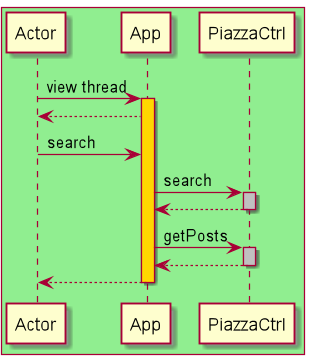 Actor App PiazzaCtrl
view thread
search
search
getPosts
Actor App PiazzaCtrl